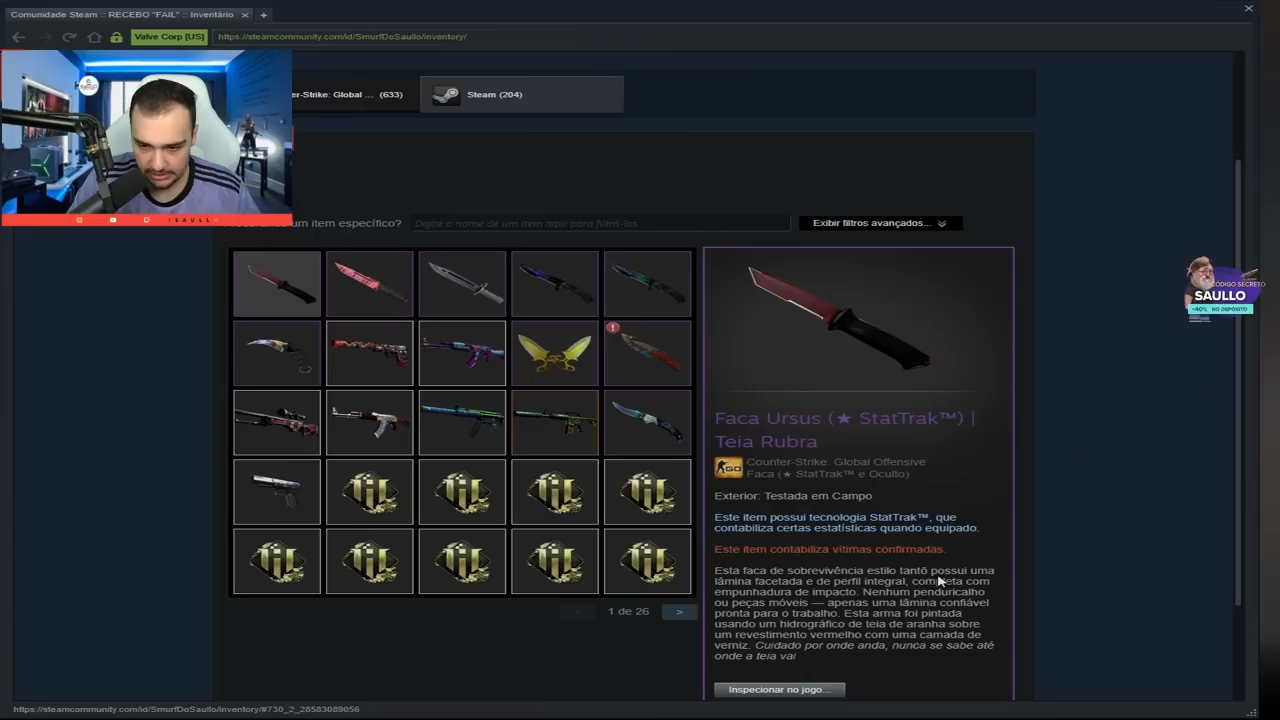 Comunidade Steam :: RECEBO "FAIL" :: Inventário
Valve Corp [US]
https://steamcommunity.com/id/SmurfDoSaullo/inventory/
nter-Strike: Global ... (633)
Steam (204)
um item específico?
Digite o nome de um item aqui para filtrá-los
Exibir filtros avançados...
CÓDIGO SECRETO
SAULLO
+40% NO DEPÓSITO
/SAULL
Faca Ursus (★ StatTrak™) |
Teia Rubra
Counter-Strike: Global Offensive
Faca (★ StatTrak™ e Oculto)
Exterior: Testada em Campo
Este item possui tecnologia StatTrak™, que
contabiliza certas estatísticas quando equipado.
Este item contabiliza vítimas confirmadas.
Esta faca de sobrevivência estilo tantō possui uma
lâmina facetada e de perfil integral, completa com
empunhadura de impacto. Nenhum penduricalho
ou peças móveis — apenas uma lâmina confiável
pronta para o trabalho. Esta arma foi pintada
usando um hidrográfico de teia de aranha sobre
um revestimento vermelho com uma camada de
verniz. Cuidado por onde anda, nunca se sabe até
onde a teia vai
1 de 26
>
Inspecionar no jogo...
https://steamcommunity.com/id/SmurfDoSaullo/inventory/#730_2_28583089056